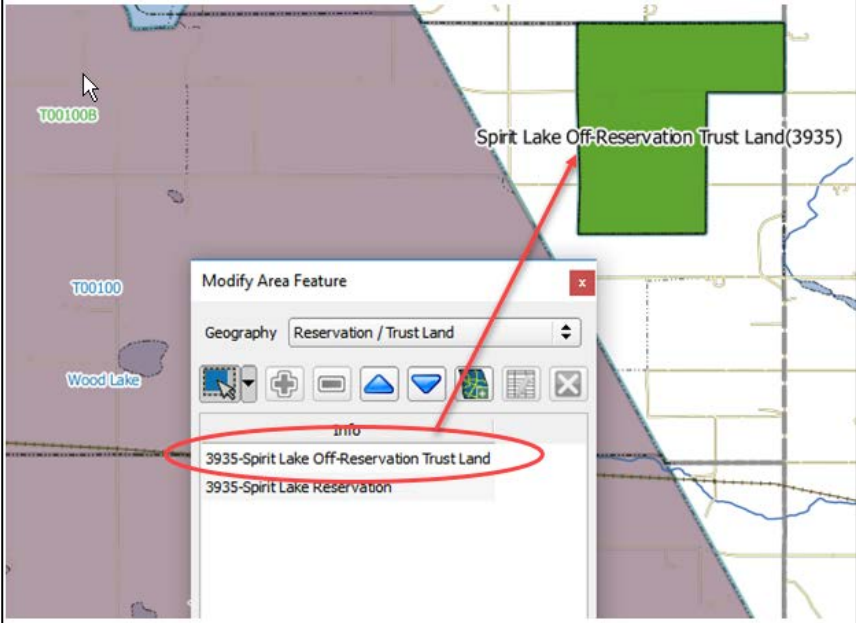 T00100B
Spirit Lake Off-Reservation Trust Land(3935)
T00100
Wood Lake
Modify Area Feature
x
Geography Reservation / Trust Land
Info
3935-Spirit Lake Off-Reservation Trust Land
3935-Spirit Lake Reservation